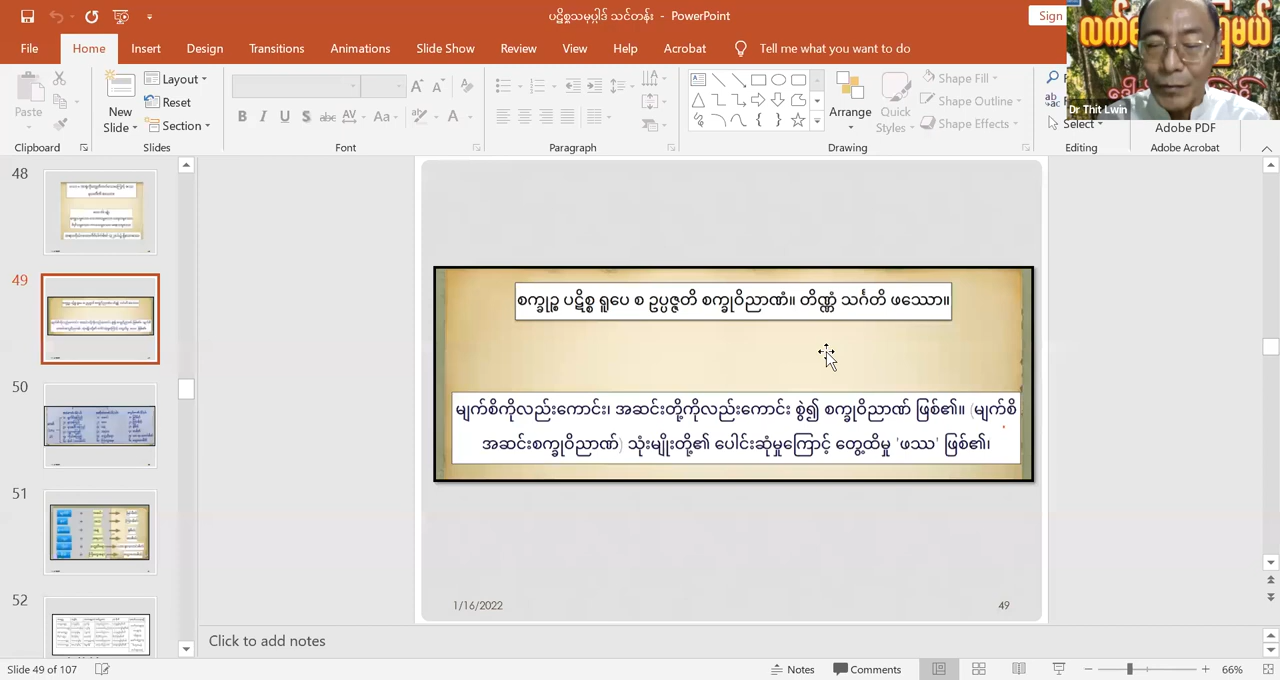 ပဋိစ္စသမုပ္ပါဒ် သင်တန်း - PowerPoint
Sign
File Home Insert Design Transitions Animations Slide Show Review View Help Acrobat Tell me what you want to do
Dr Thit Lwin
Paste
New Slide
Layout
Reset
Section
B I U S abc AV Aa A
Arrange
Quick Styles
Shape Fill
Shape Outline
Shape Effects
Select
Adobe PDF
Clipboard Slides Font Paragraph Drawing Editing Adobe Acrobat
48
49
50
51
52
စက္ခုဉ္စ ပဋိစ္စ ရူပေ စ ဥပ္ပဇ္ဇတိ စက္ခုဝိညာဏံ။ တိဏ္ဏံ သင်္ဂတိ ဖဿော။
မျက်စိကိုလည်းကောင်း၊ အဆင်းတို့ကိုလည်းကောင်း စွဲ၍ စက္ခုဝိညာဏ် ဖြစ်၏။ (မျက်စိ
အဆင်းစက္ခုဝိညာဏ်) သုံးမျိုးတို့၏ ပေါင်းဆုံမှုကြောင့် တွေ့ထိမှု 'ဖဿ' ဖြစ်၏၊
1/16/2022
49
Click to add notes
Slide 49 of 107
Notes
Comments
66%